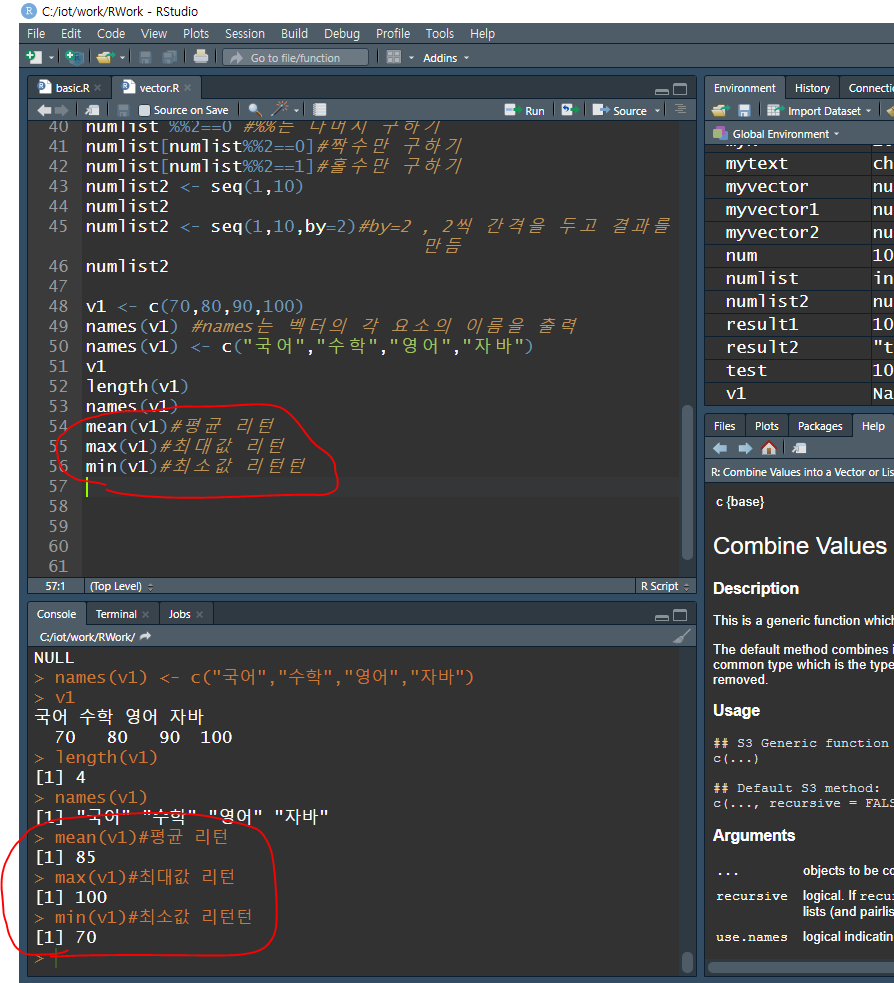 C:/iot/work/RWork - RStudio
File Edit Code View Plots Session Build Debug Profile Tools Help
Go to file/function Addins
basic.R vector.R
Source on Save Run Source
40 numlist %%2==0 #%%는 나머지 구하기
41 numlist[numlist%%2==0]#짝수만 구하기
42 numlist[numlist%%2==1]#홀수만 구하기
43 numlist2 <- seq(1,10)
44 numlist2
45 numlist2 <- seq(1,10,by=2)#by=2 , 2씩 간격을 두고 결과를
만듬
46 numlist2
47
48 v1 <- c(70,80,90,100)
49 names(v1) #names는 벡터의 각 요소의 이름을 출력
50 names(v1) <- c("국어","수학","영어","자바")
51 v1
52 length(v1)
53 names(v1)
54 mean(v1)#평균 리턴
55 max(v1)#최대값 리턴
56 min(v1)#최소값 리턴턴
57
58
59
60
61
57:1 (Top Level) R Script
Console Terminal Jobs
C:/iot/work/RWork/
NULL
> names(v1) <- c("국어","수학","영어","자바")
> v1
국어 수학 영어 자바
70 80 90 100
> length(v1)
[1] 4
> names(v1)
[1] "국어" "수학" "영어" "자바"
> mean(v1)#평균 리턴
[1] 85
> max(v1)#최대값 리턴
[1] 100
> min(v1)#최소값 리턴턴
[1] 70
>
Environment History Connecti
Import Dataset
Global Environment
mytext ch
myvector nu
myvector1 nu
myvector2 nu
num 10
numlist in
numlist2 nu
result1 10
result2 "t
test 10
v1 Na
Files Plots Packages Help
R: Combine Values into a Vector or Lis
c {base}
Combine Values
Description
This is a generic function which
The default method combines i
common type which is the type
removed.
Usage
## S3 Generic function
c(...)
## Default S3 method:
c(..., recursive = FALS
Arguments
... objects to be co
recursive logical. If recur
lists (and pairlis
use.names logical indicatin